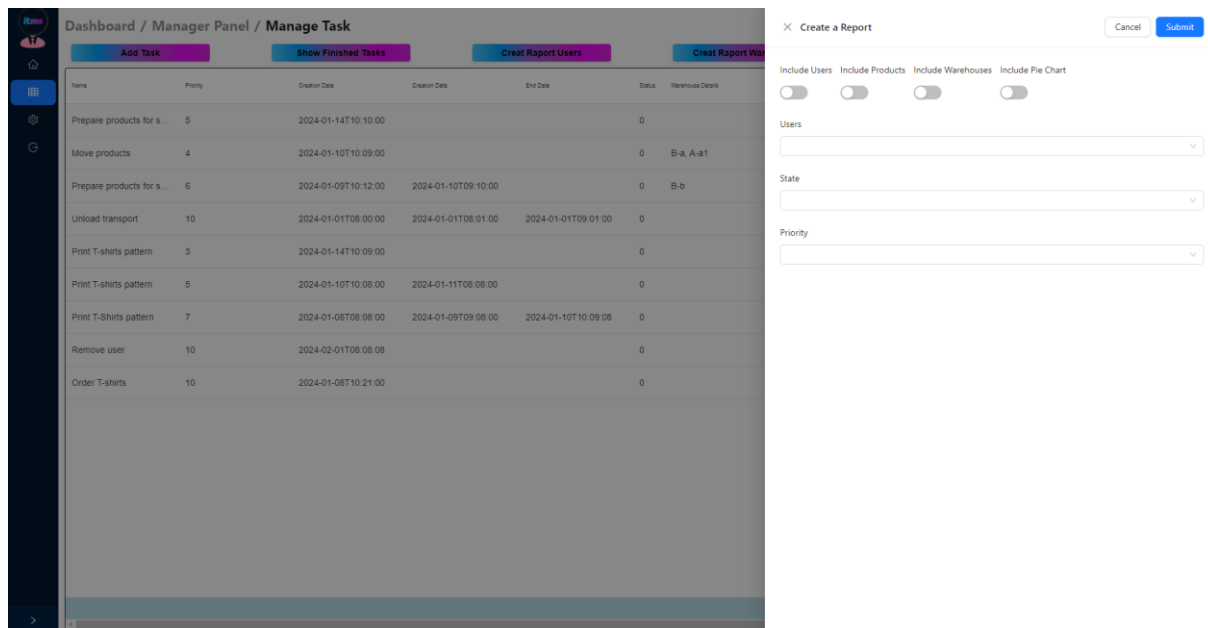 itms
Dashboard / Manager Panel / Manage Task
Add Task Show Finished Tasks Creat Raport Users Creat Raport War
Name Priority Creation Date Creation Date End Date Status Warehouse Details
Prepare products for s... 5 2024-01-14T10:10:00 0
Move products 4 2024-01-10T10:09:00 0 B-a, A-a1
Prepare products for s... 6 2024-01-09T10:12:00 2024-01-10T09:10:00 0 B-b
Unload transport 10 2024-01-01T08:00:00 2024-01-01T08:01:00 2024-01-01T09:01:00 0
Print T-shirts pattern 3 2024-01-14T10:09:00 0
Print T-shirts pattern 5 2024-01-10T10:08:00 2024-01-11T08:08:00 0
Print T-Shirts pattern 7 2024-01-08T08:08:00 2024-01-09T09:08:00 2024-01-10T10:09:08 0
Remove user 10 2024-02-01T08:08:08 0
Order T-shirts 10 2024-01-08T10:21:00 0
Create a Report Cancel Submit
Include Users Include Products Include Warehouses Include Pie Chart
Users
State
Priority